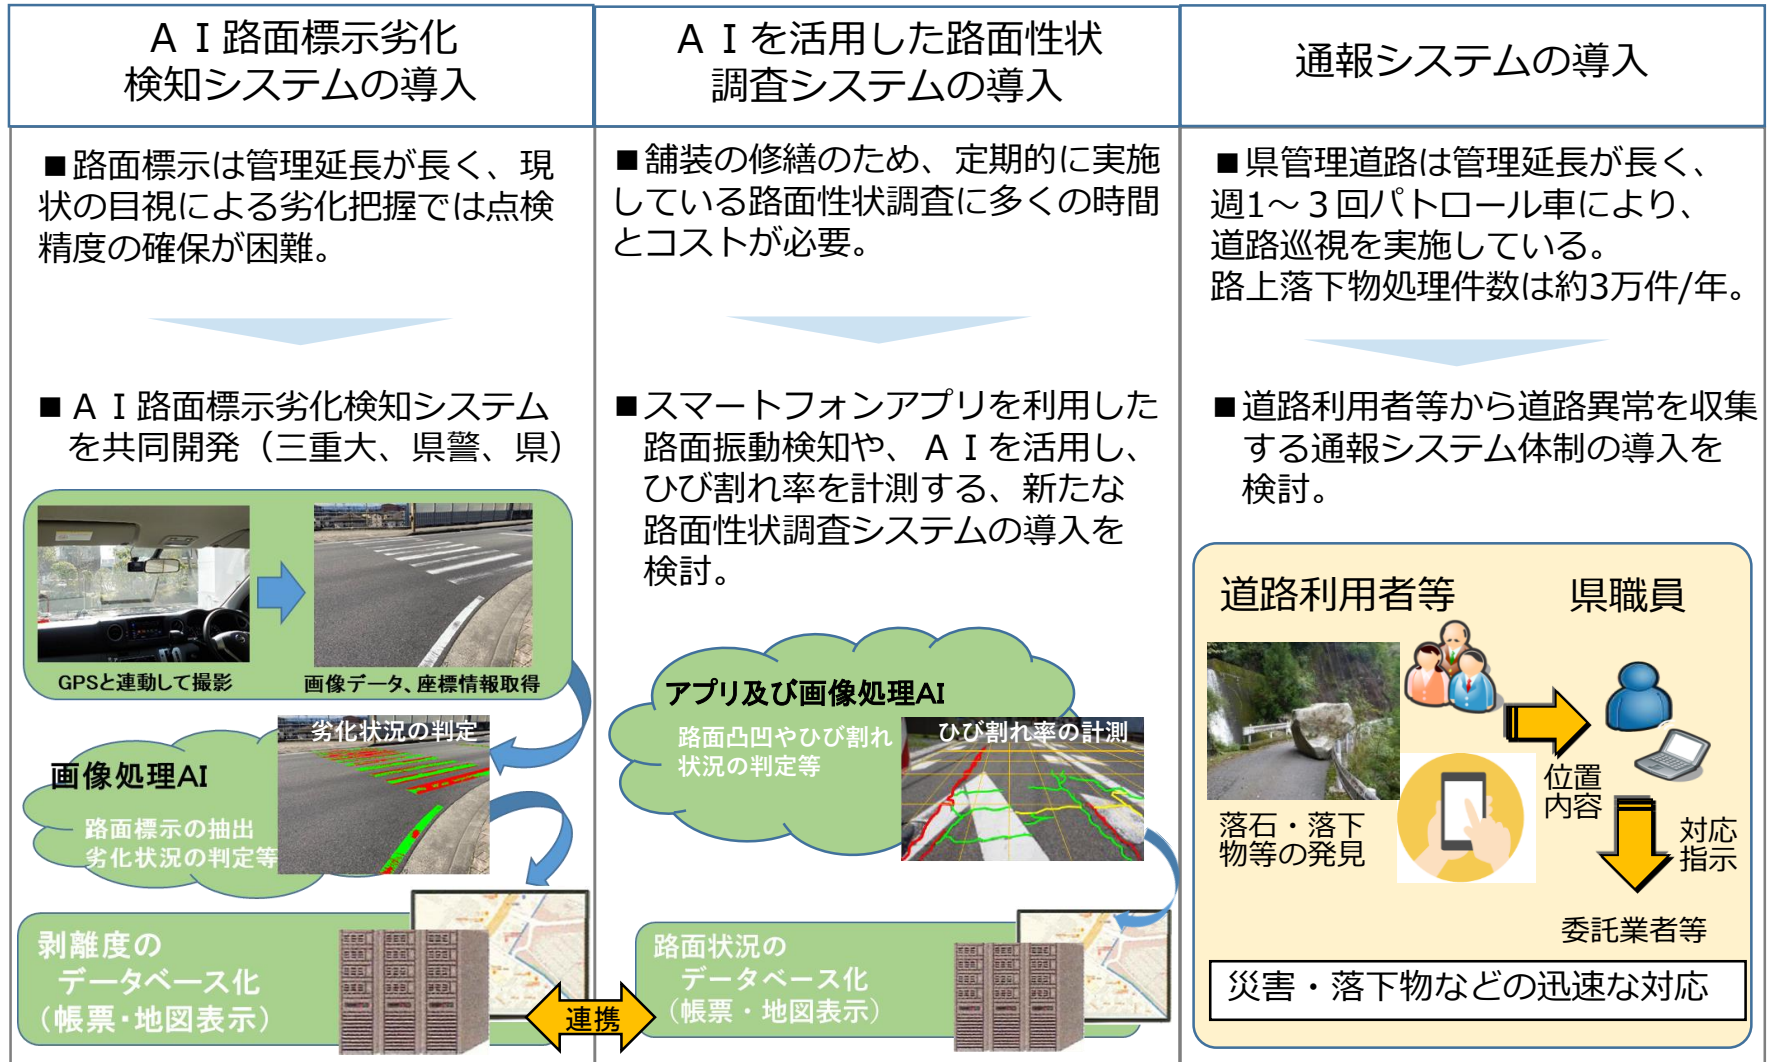 ＡＩ路面標示劣化
検知システムの導入
■路面標示は管理延長が長く、現
状の目視による劣化把握では点検
精度の確保が困難。
■ＡＩ路面標示劣化検知システム
を共同開発（三重大、県警、県）
GPSと連動して撮影
画像データ、座標情報取得
劣化状況の判定
画像処理AI
路面標示の抽出
劣化状況の判定等
剥離度の
データベース化
（帳票・地図表示）
連携
ＡＩを活用した路面性状
調査システムの導入
■舗装の修繕のため、定期的に実施
している路面性状調査に多くの時間
とコストが必要。
■スマートフォンアプリを利用した
路面振動検知や、ＡＩを活用し、
ひび割れ率を計測する、新たな
路面性状調査システムの導入を
検討。
アプリ及び画像処理AI
路面凸凹やひび割れ
状況の判定等
ひび割れ率の計測
路面状況の
データベース化
（帳票・地図表示）
通報システムの導入
■県管理道路は管理延長が長く、
週1～３回パトロール車により、
道路巡視を実施している。
路上落下物処理件数は約3万件/年。
■道路利用者等から道路異常を収集
する通報システム体制の導入を
検討。
道路利用者等
県職員
落石・落下
物等の発見
位置
内容
対応
指示
委託業者等
災害・落下物などの迅速な対応